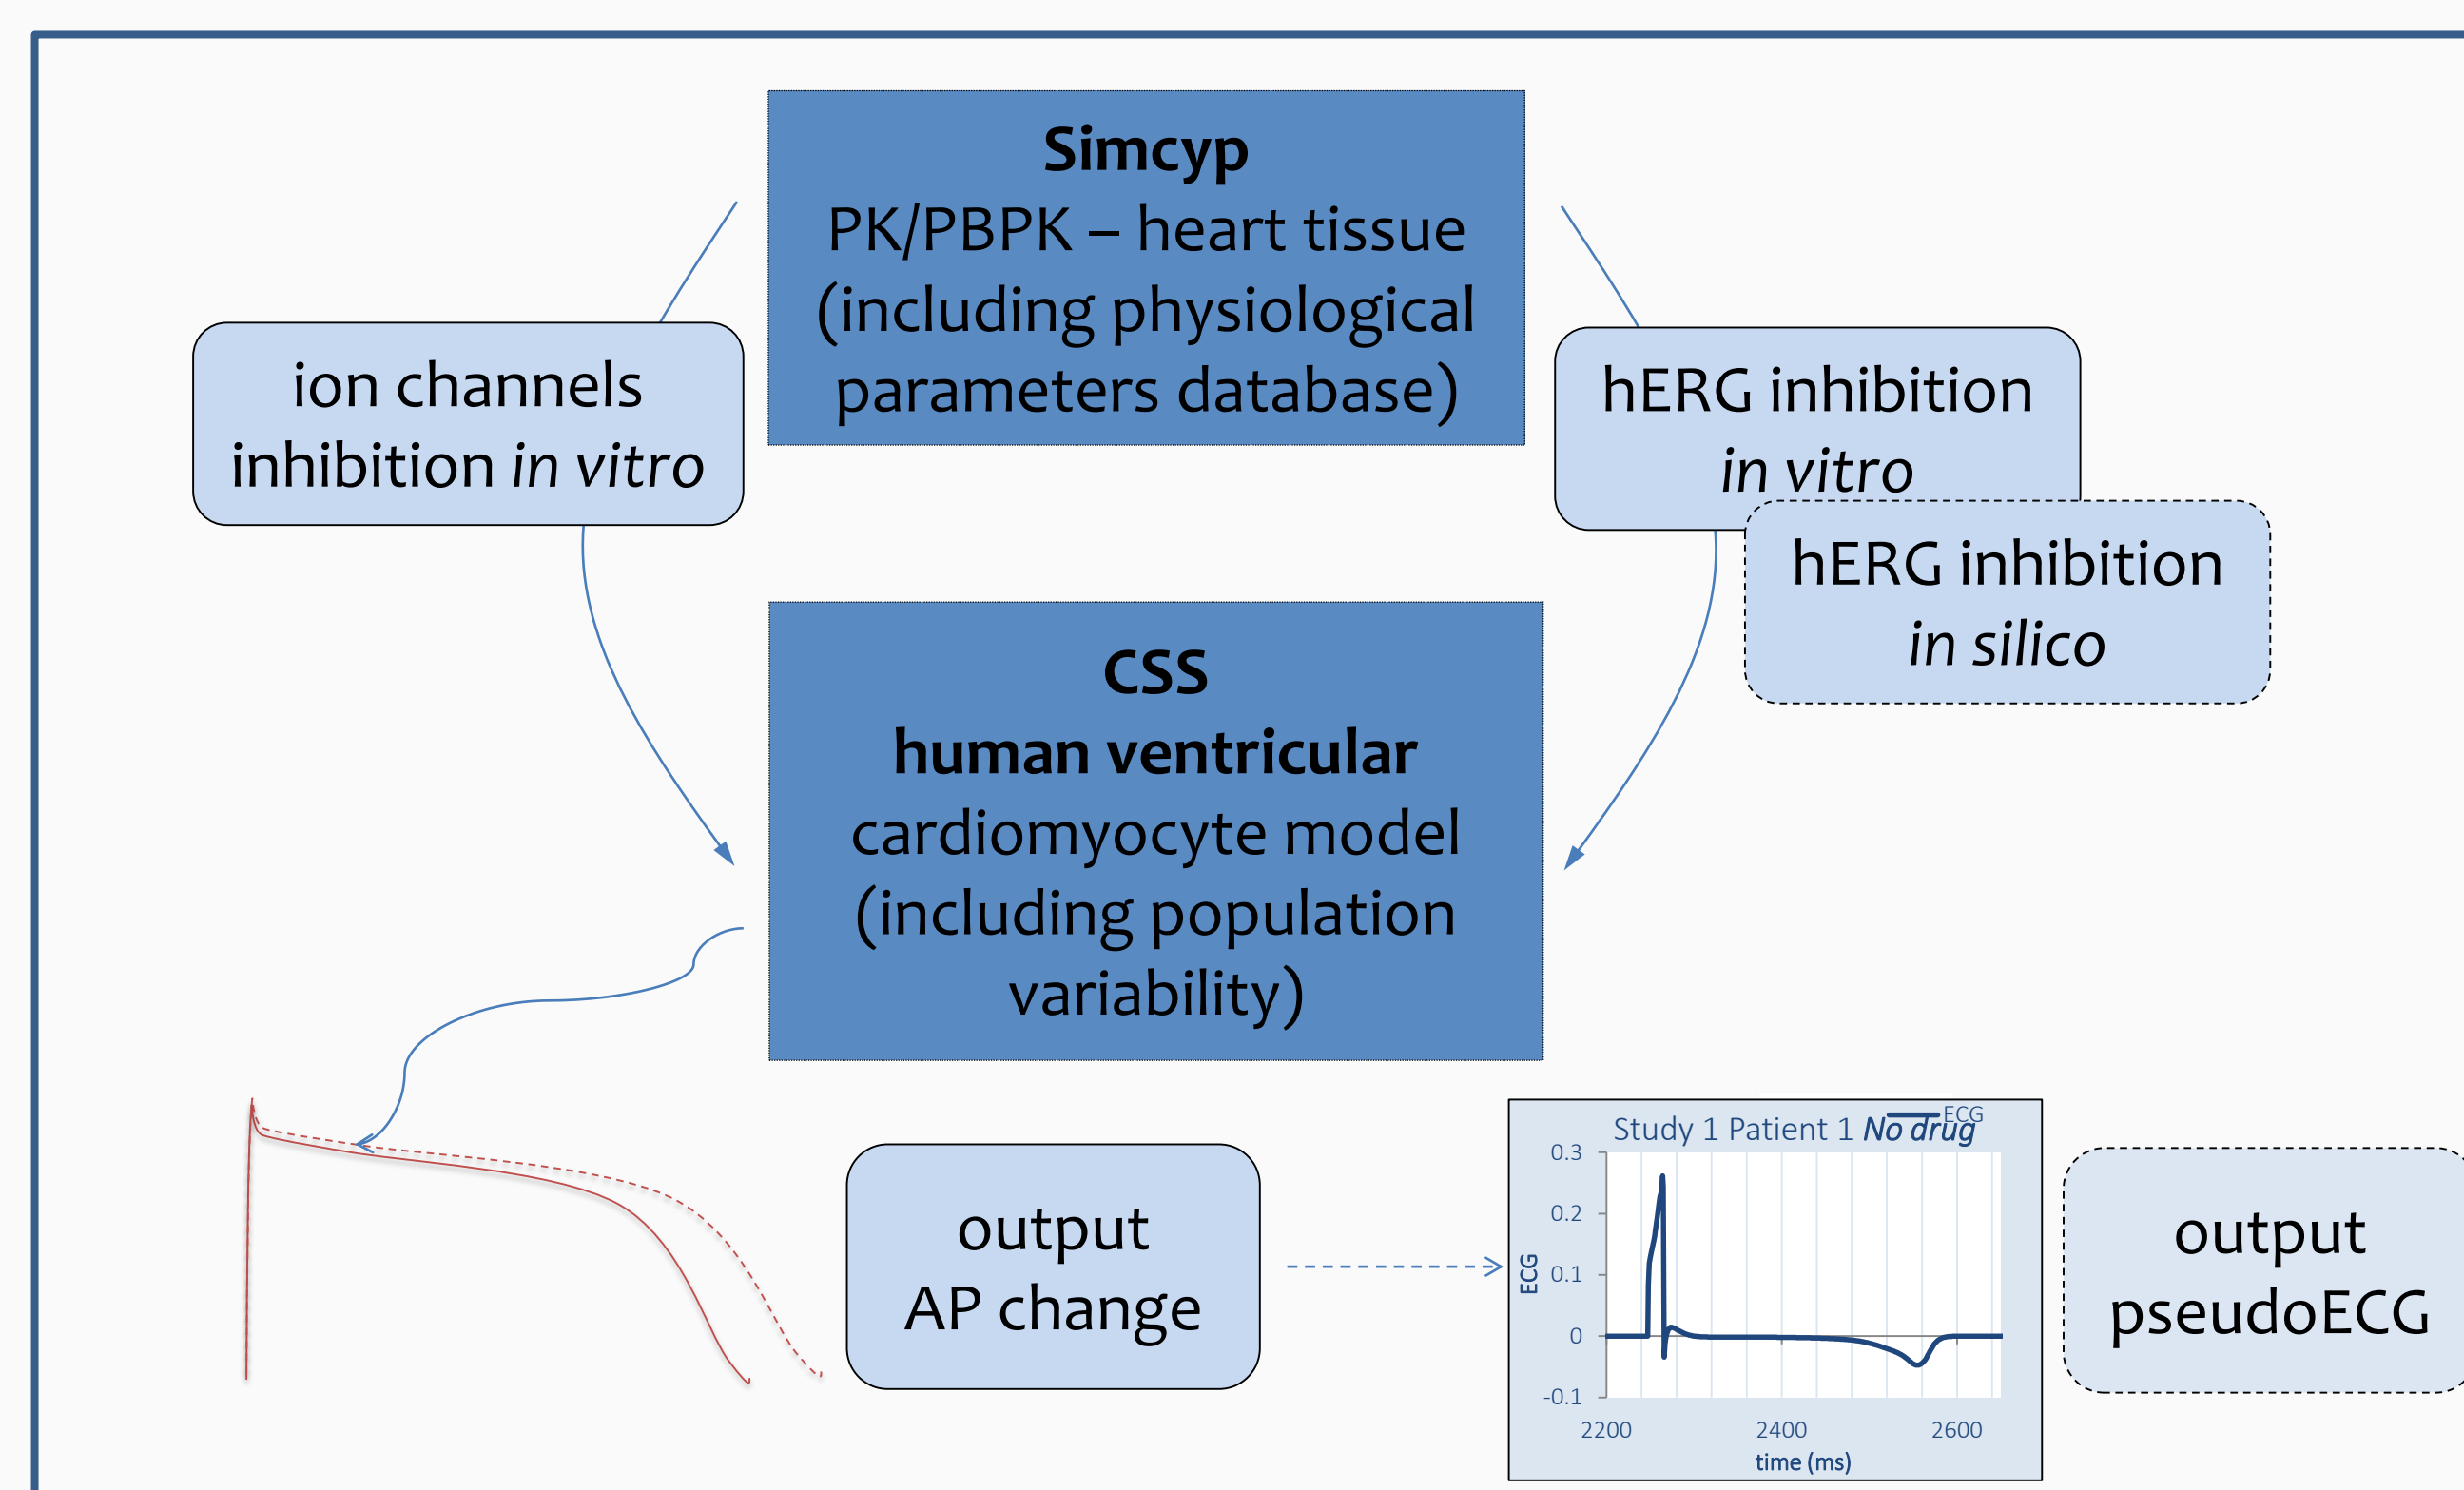 Simcyp
PK/PBPK – heart tissue
(including physiological
parameters database)
ion channels
inhibition in vitro
hERG inhibition
in vitro
hERG inhibition
in silico
CSS
human ventricular
cardiomyocyte model
(including population
variability)
output
AP change
Study 1 Patient 1 No drug
ECG
0.3
0.2
0.1
0
-0.1
ECG
2200 2400 2600
time (ms)
output
pseudoECG